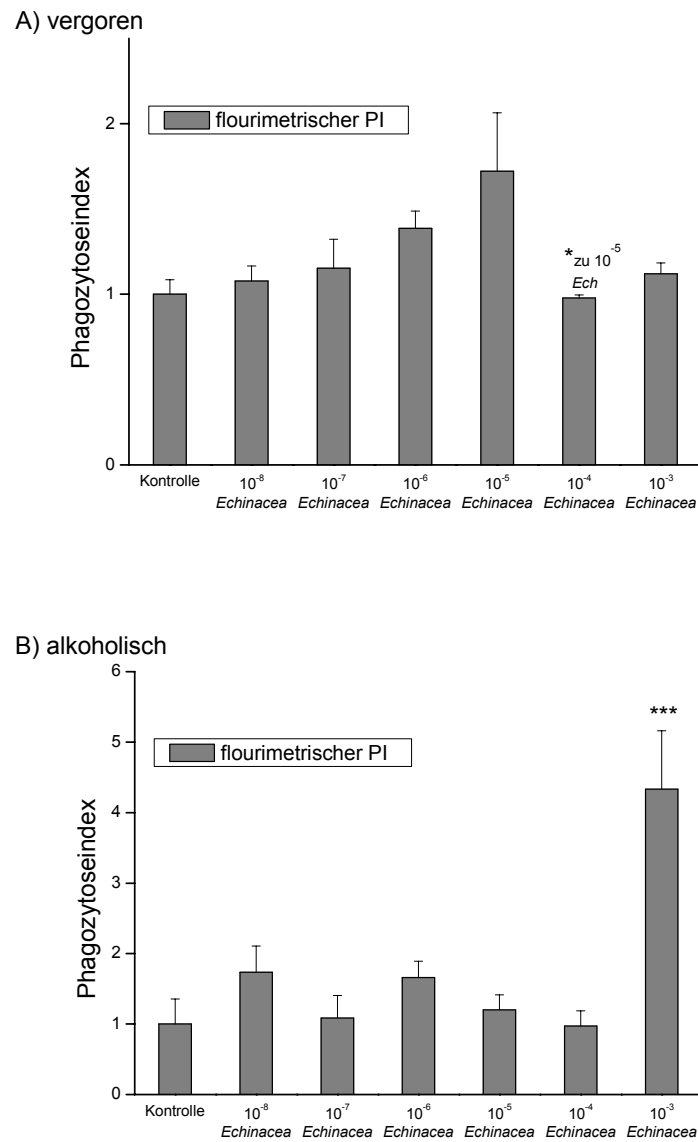 A) vergoren
flourimetrischer PI
2
1
0
Phagozytoseindex
*zu 10⁻⁵
Ech
Kontrolle 10⁻⁸ 10⁻⁷ 10⁻⁶ 10⁻⁵ 10⁻⁴ 10⁻³
Echinacea Echinacea Echinacea Echinacea Echinacea Echinacea
B) alkoholisch
6
5
4
3
2
1
0
***
flourimetrischer PI
Phagozytoseindex
Kontrolle 10⁻⁸ 10⁻⁷ 10⁻⁶ 10⁻⁵ 10⁻⁴ 10⁻³
Echinacea Echinacea Echinacea Echinacea Echinacea Echinacea